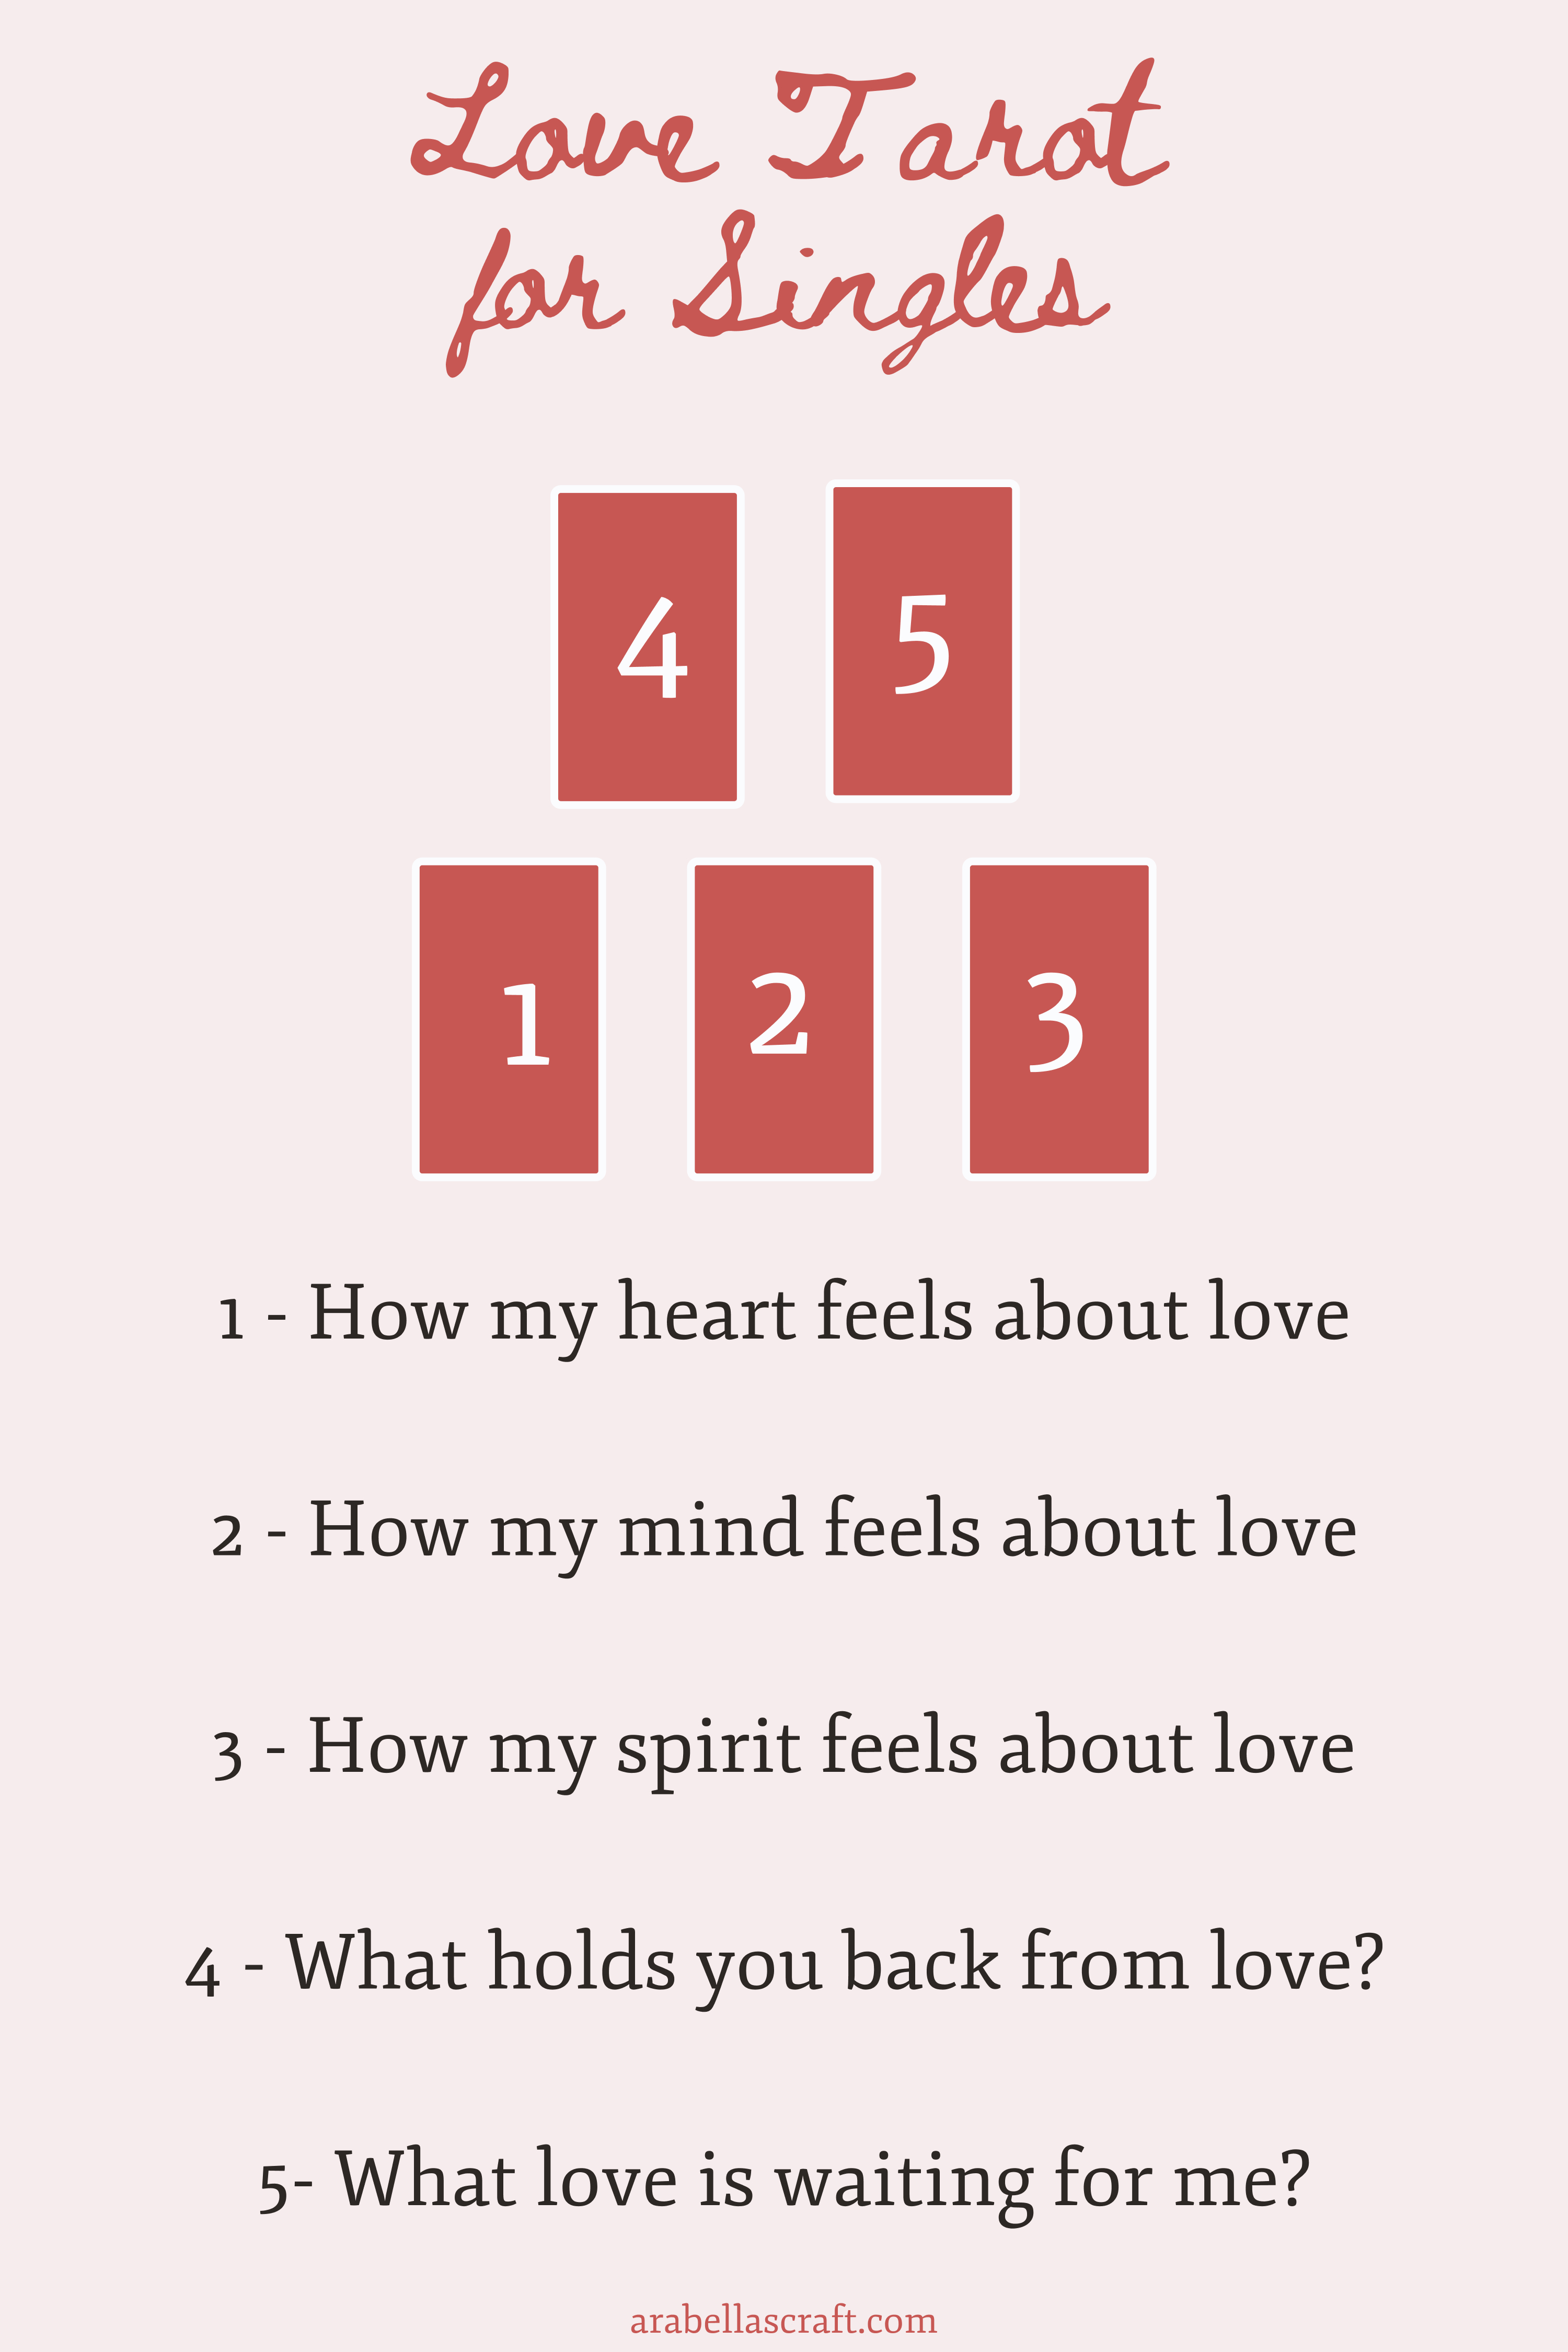 Love Tarot
for Singles
4 5
1 2 3
1 - How my heart feels about love
2 - How my mind feels about love
3 - How my spirit feels about love
4 - What holds you back from love?
5- What love is waiting for me?
arabellascraft.com